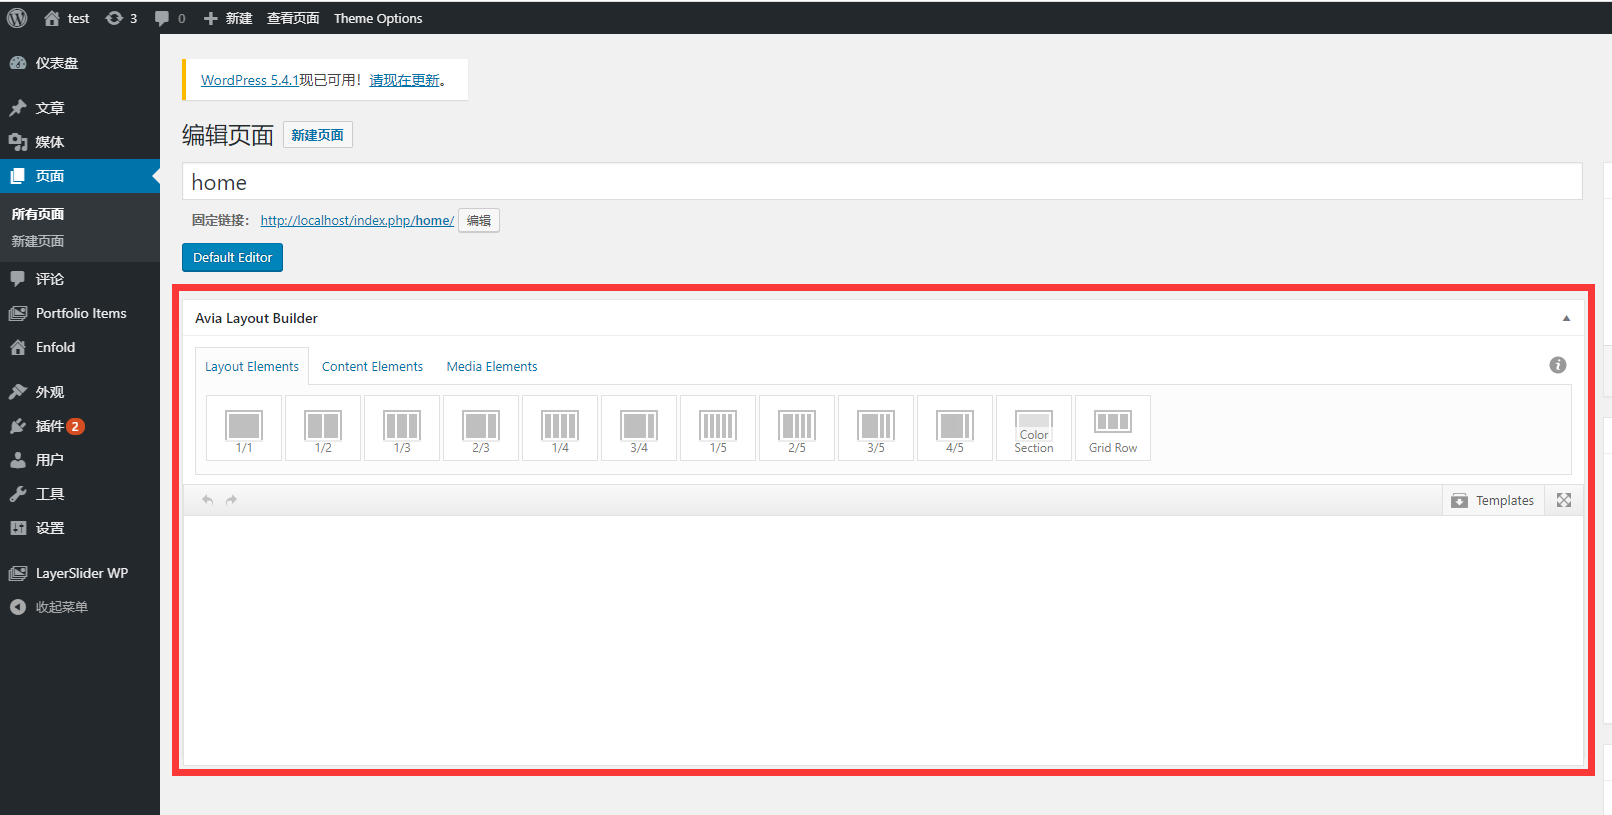 test 3 0 新建 查看页面 Theme Options
仪表盘
文章
媒体
页面
所有页面
新建页面
评论
Portfolio Items
Enfold
外观
插件 2
用户
工具
设置
LayerSlider WP
收起菜单
WordPress 5.4.1现已可用！请现在更新。
编辑页面 新建页面
home
固定链接： http://localhost/index.php/home/ 编辑
Default Editor
Avia Layout Builder
Layout Elements Content Elements Media Elements
1/1 1/2 1/3 2/3 1/4 3/4 1/5 2/5 3/5 4/5 Color Section Grid Row
Templates